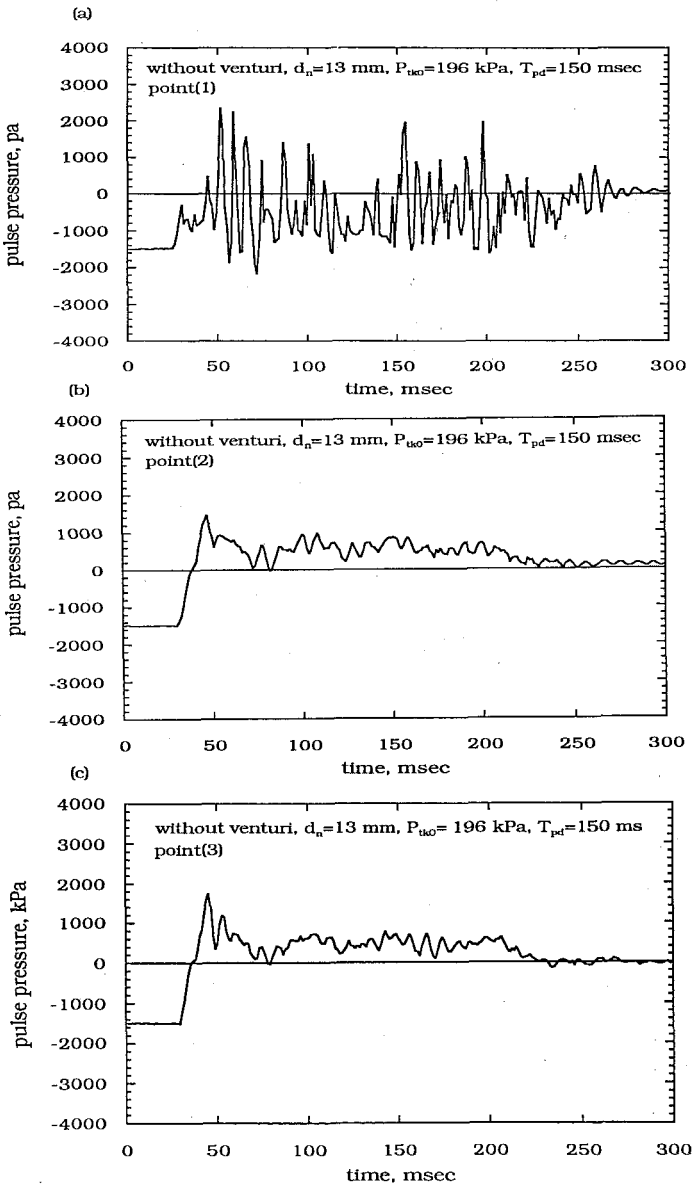 (a)
4000
3000
2000
1000
0
-1000
-2000
-3000
-4000
pulse pressure, pa
without venturi, dn=13 mm, Ptk0=196 kPa, Tpd=150 msec
point(1)
0 50 100 150 200 250 300
time, msec
(b)
4000
3000
2000
1000
0
-1000
-2000
-3000
-4000
pulse pressure, pa
without venturi, dn=13 mm, Ptk0=196 kPa, Tpd=150 msec
point(2)
0 50 100 150 200 250 300
time, msec
(c)
4000
3000
2000
1000
0
-1000
-2000
-3000
-4000
pulse pressure, kPa
without venturi, dn=13 mm, Ptk0= 196 kPa, Tpd=150 ms
point(3)
0 50 100 150 200 250 300
time, msec